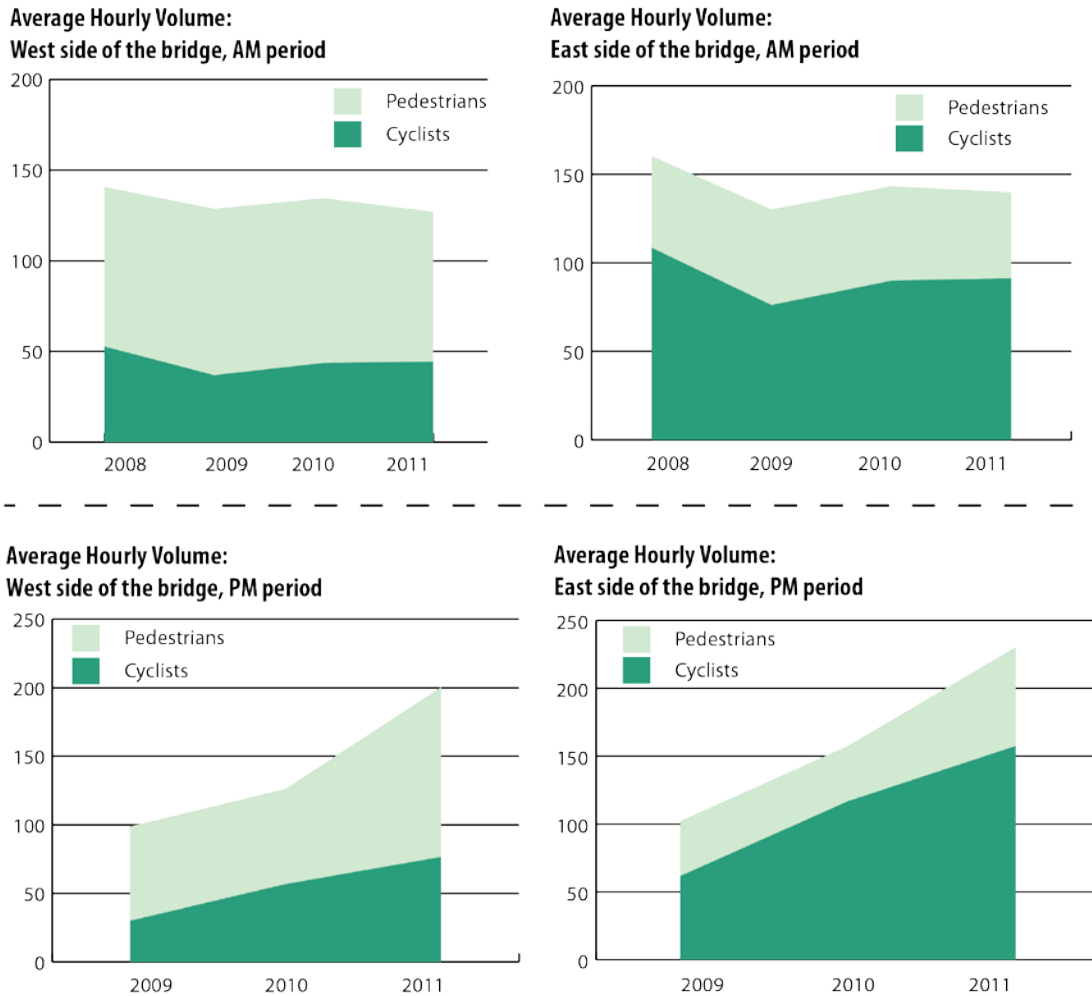 Average Hourly Volume:
West side of the bridge, AM period
200
150
100
50
0
Pedestrians
Cyclists
2008 2009 2010 2011
Average Hourly Volume:
East side of the bridge, AM period
200
150
100
50
0
Pedestrians
Cyclists
2008 2009 2010 2011
Average Hourly Volume:
West side of the bridge, PM period
250
200
150
100
50
0
Pedestrians
Cyclists
2009 2010 2011
Average Hourly Volume:
East side of the bridge, PM period
250
200
150
100
50
0
Pedestrians
Cyclists
2009 2010 2011